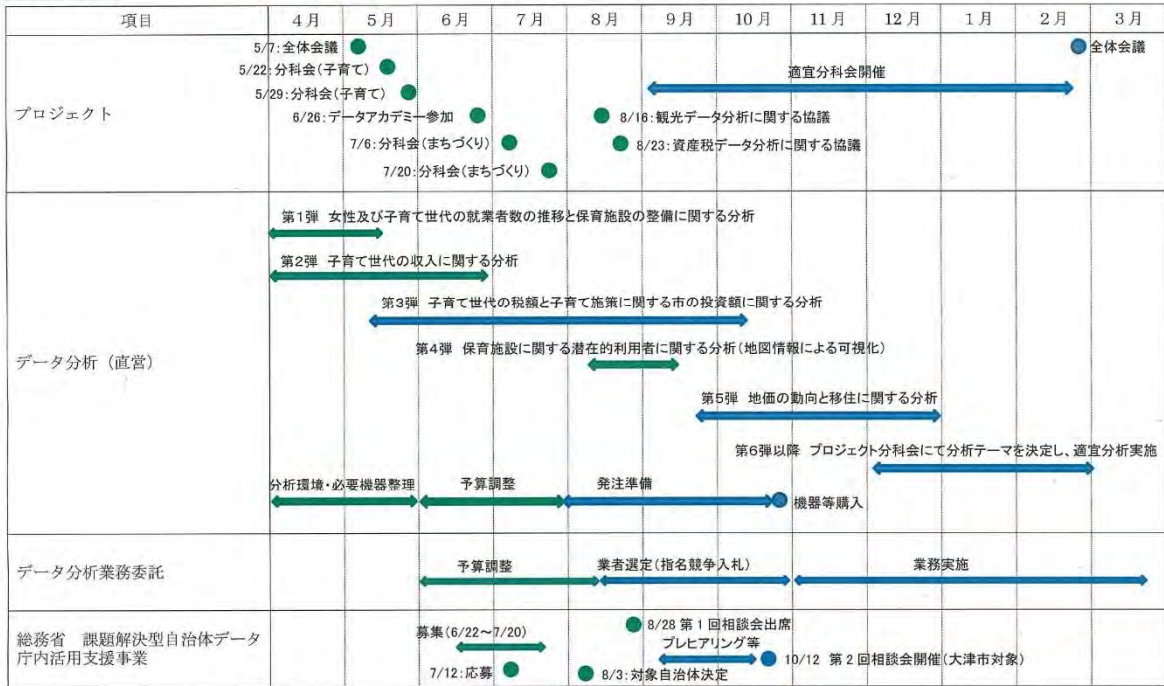 項目 4月 5月 6月 7月 8月 9月 10月 11月 12月 1月 2月 3月
プロジェクト
5/7:全体会議
全体会議
5/22:分科会(子育て)
適宜分科会開催
5/29:分科会(子育て)
6/26:データアカデミー参加
8/16:観光データ分析に関する協議
7/6:分科会(まちづくり)
8/23:資産税データ分析に関する協議
7/20:分科会(まちづくり)
データ分析(直営)
第1弾 女性及び子育て世代の就業者数の推移と保育施設の整備に関する分析
第2弾 子育て世代の収入に関する分析
第3弾 子育て世代の税額と子育て施策に関する市の投資額に関する分析
第4弾 保育施設に関する潜在的利用者に関する分析(地図情報による可視化)
第5弾 地価の動向と移住に関する分析
第6弾以降 プロジェクト分科会にて分析テーマを決定し、適宜分析実施
分析環境・必要機器整理 予算調整 発注準備
機器等購入
データ分析業務委託
予算調整 業者選定(指名競争入札) 業務実施
総務省 課題解決型自治体データ
庁内活用支援事業
募集(6/22~7/20)
8/28 第1回相談会出席
プレヒアリング等
7/12:応募
8/3:対象自治体決定
10/12 第2回相談会開催(大津市対象)